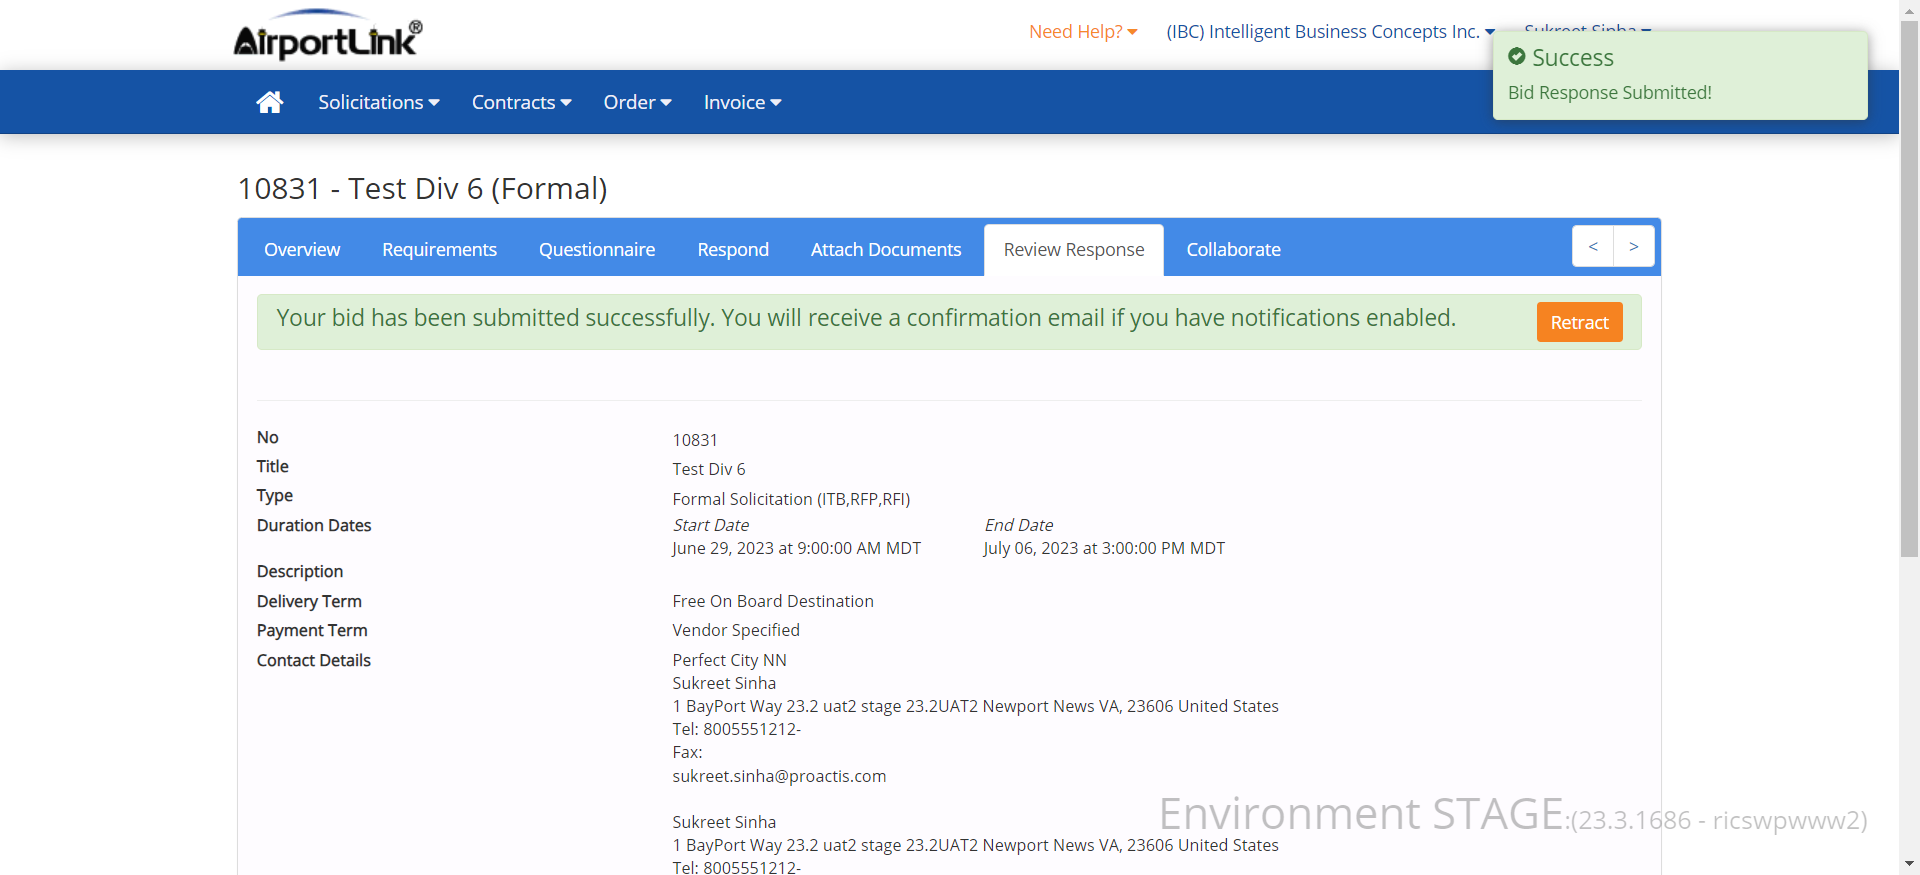 AirportLink®
Need Help?
(IBC) Intelligent Business Concepts Inc.
Sukreet Sinha
Success
Bid Response Submitted!
Solicitations
Contracts
Order
Invoice
10831 - Test Div 6 (Formal)
Overview
Requirements
Questionnaire
Respond
Attach Documents
Review Response
Collaborate
<
>
Your bid has been submitted successfully. You will receive a confirmation email if you have notifications enabled.
Retract
No
10831
Title
Test Div 6
Type
Formal Solicitation (ITB,RFP,RFI)
Duration Dates
Start Date
End Date
June 29, 2023 at 9:00:00 AM MDT
July 06, 2023 at 3:00:00 PM MDT
Description
Delivery Term
Free On Board Destination
Payment Term
Vendor Specified
Contact Details
Perfect City NN
Sukreet Sinha
1 BayPort Way 23.2 uat2 stage 23.2UAT2 Newport News VA, 23606 United States
Tel: 8005551212-
Fax:
sukreet.sinha@proactis.com
Sukreet Sinha
1 BayPort Way 23.2 uat2 stage 23.2UAT2 Newport News VA, 23606 United States
Tel: 8005551212-
Environment STAGE:(23.3.1686 - ricswpwww2)